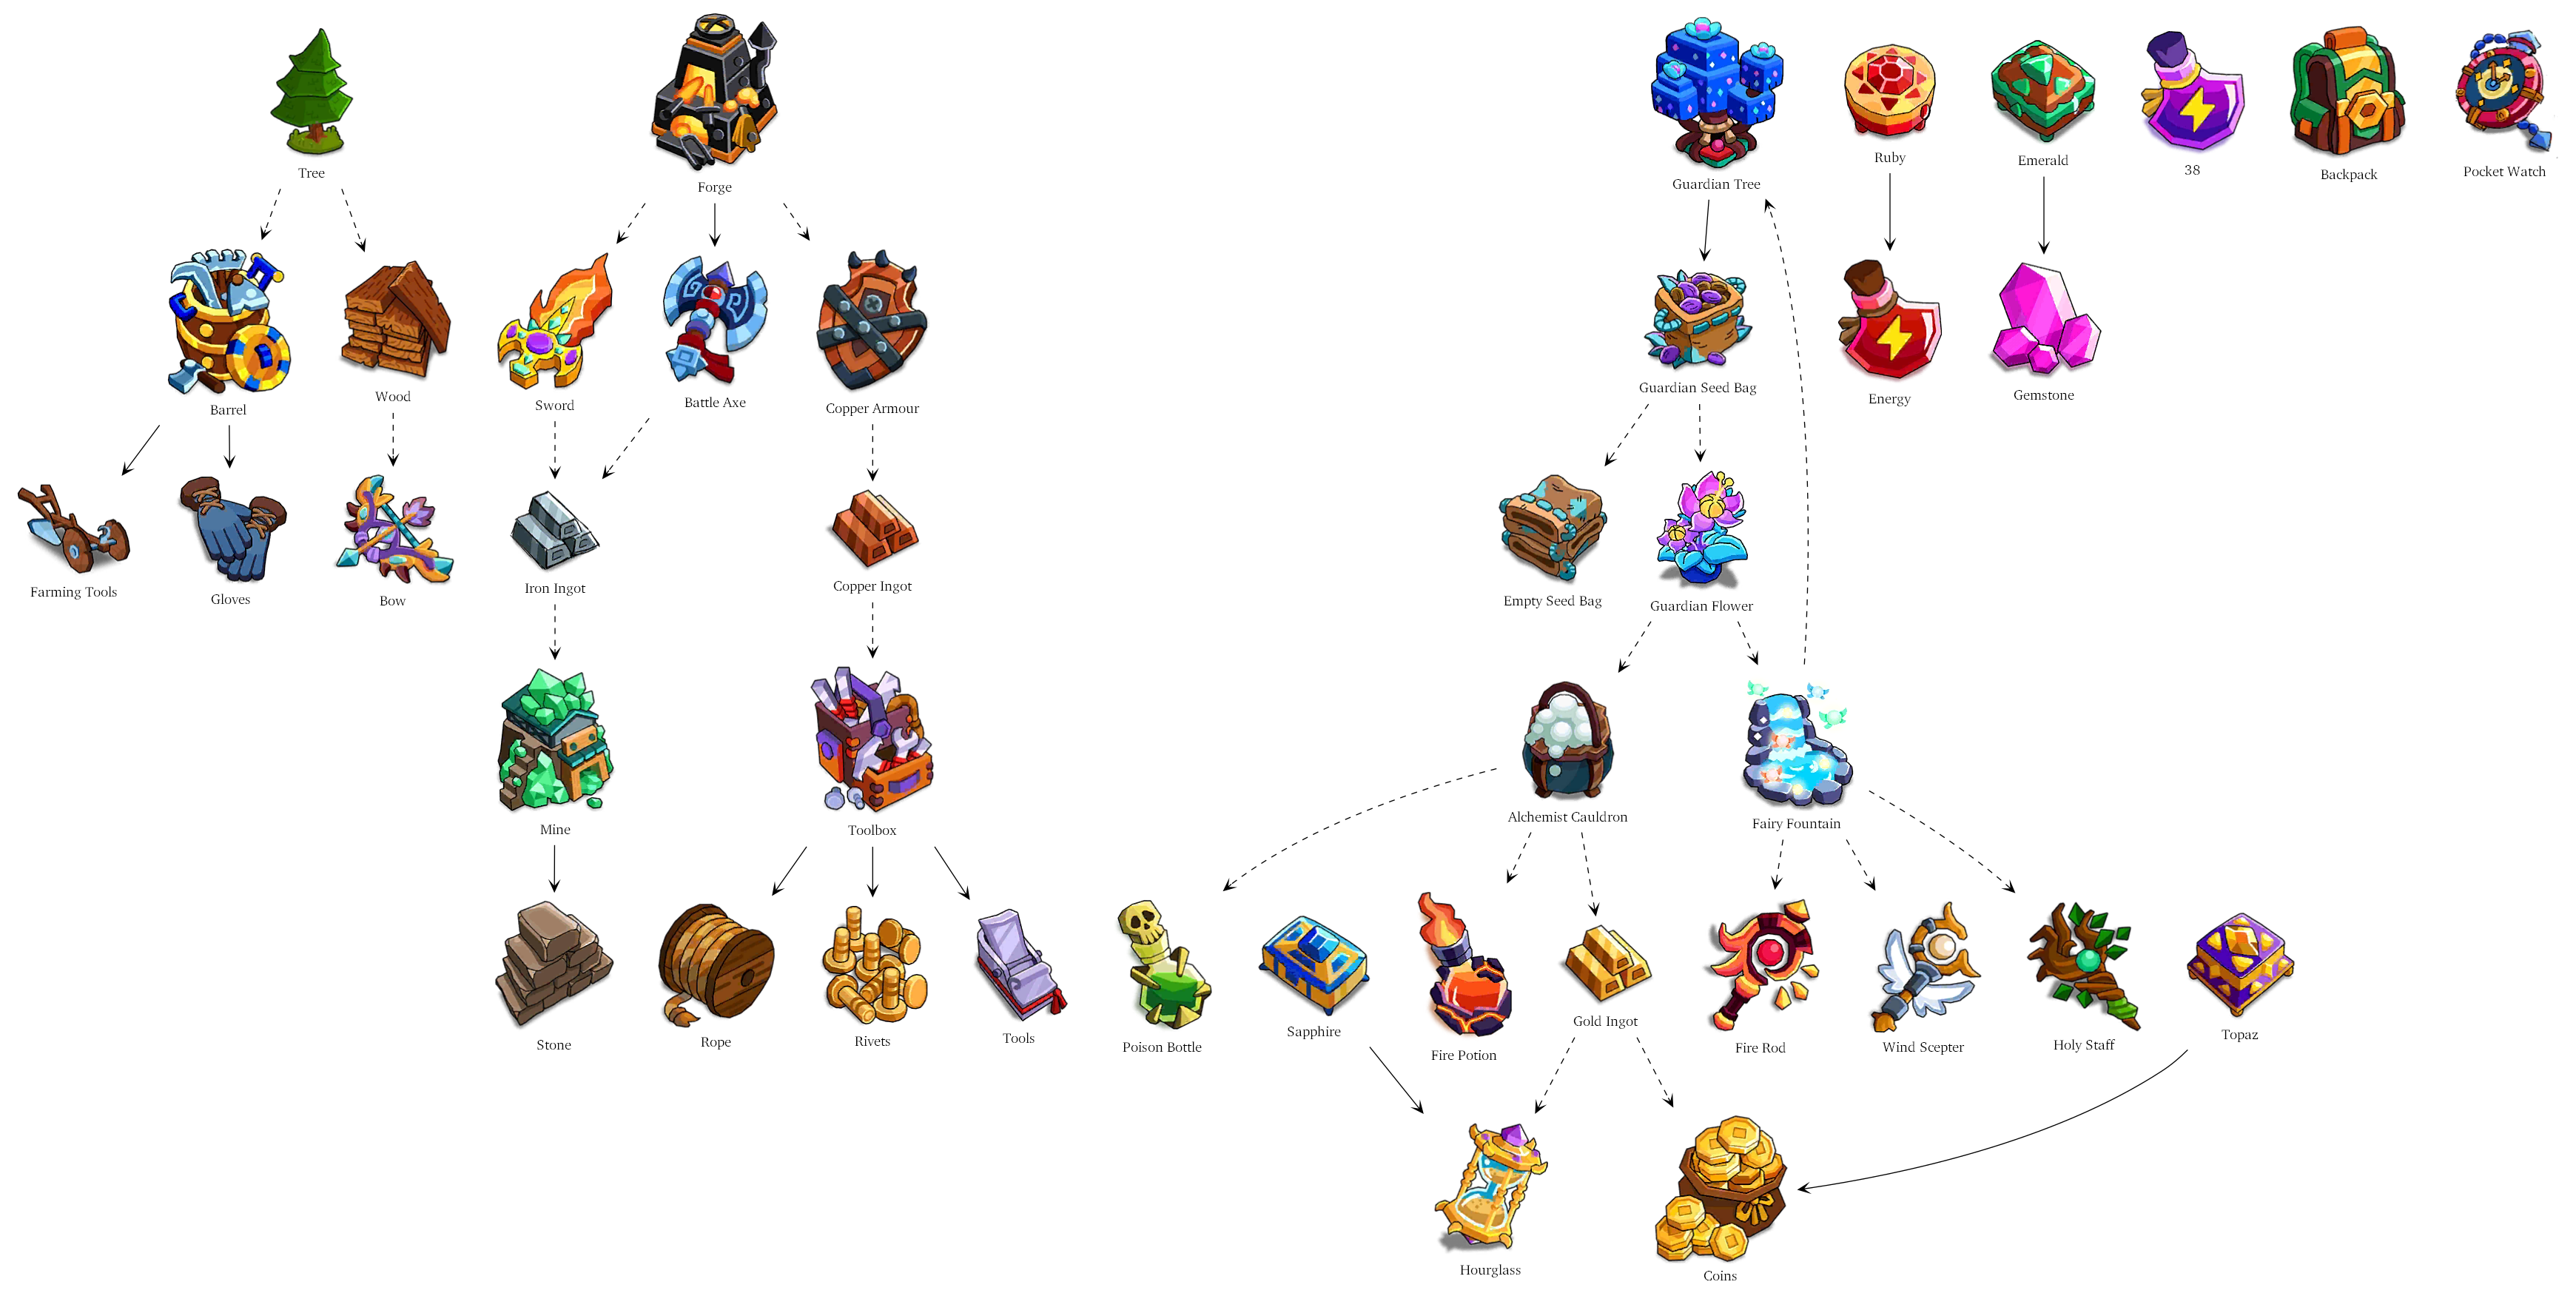 Tree
Forge
Guardian Tree
Ruby
Emerald
38
Backpack
Pocket Watch
Barrel
Wood
Sword
Battle Axe
Copper Armour
Guardian Seed Bag
Energy
Gemstone
Farming Tools
Gloves
Bow
Iron Ingot
Copper Ingot
Empty Seed Bag
Guardian Flower
Mine
Toolbox
Alchemist Cauldron
Fairy Fountain
Stone
Rope
Rivets
Tools
Poison Bottle
Sapphire
Fire Potion
Gold Ingot
Fire Rod
Wind Scepter
Holy Staff
Topaz
Hourglass
Coins